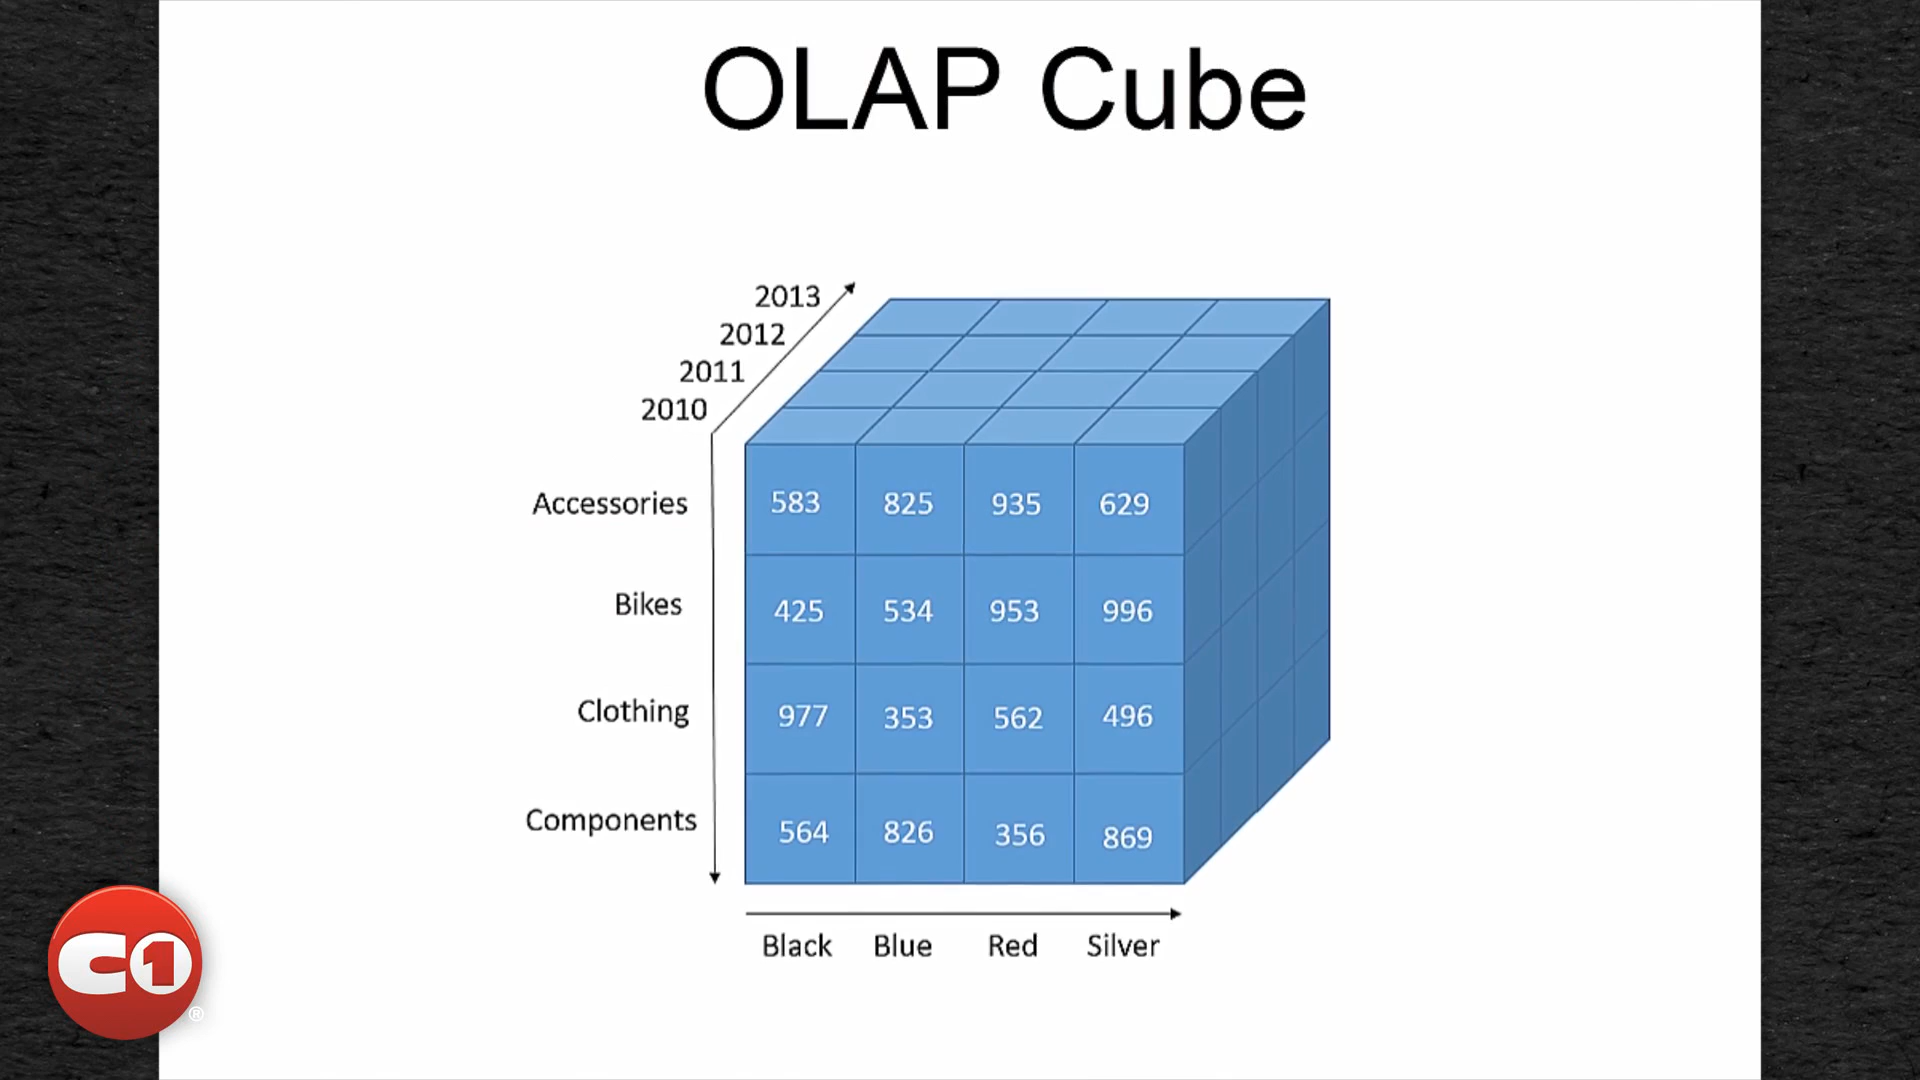 OLAP Cube
2013
2012
2011
2010
Accessories 583 825 935 629
Bikes 425 534 953 996
Clothing 977 353 562 496
Components 564 826 356 869
Black Blue Red Silver
C1®